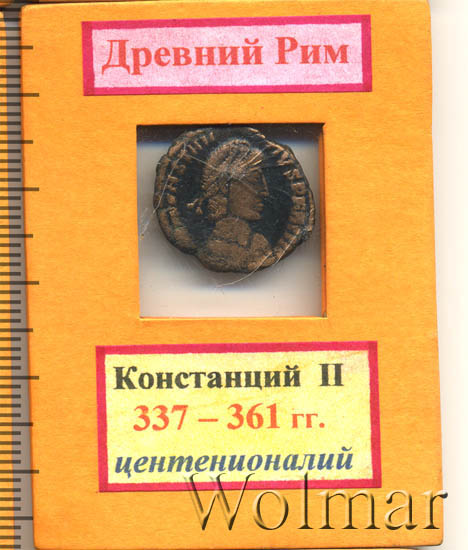 Древний Рим
Констанций II
337 – 361 гг.
центенионалий
Wolmar